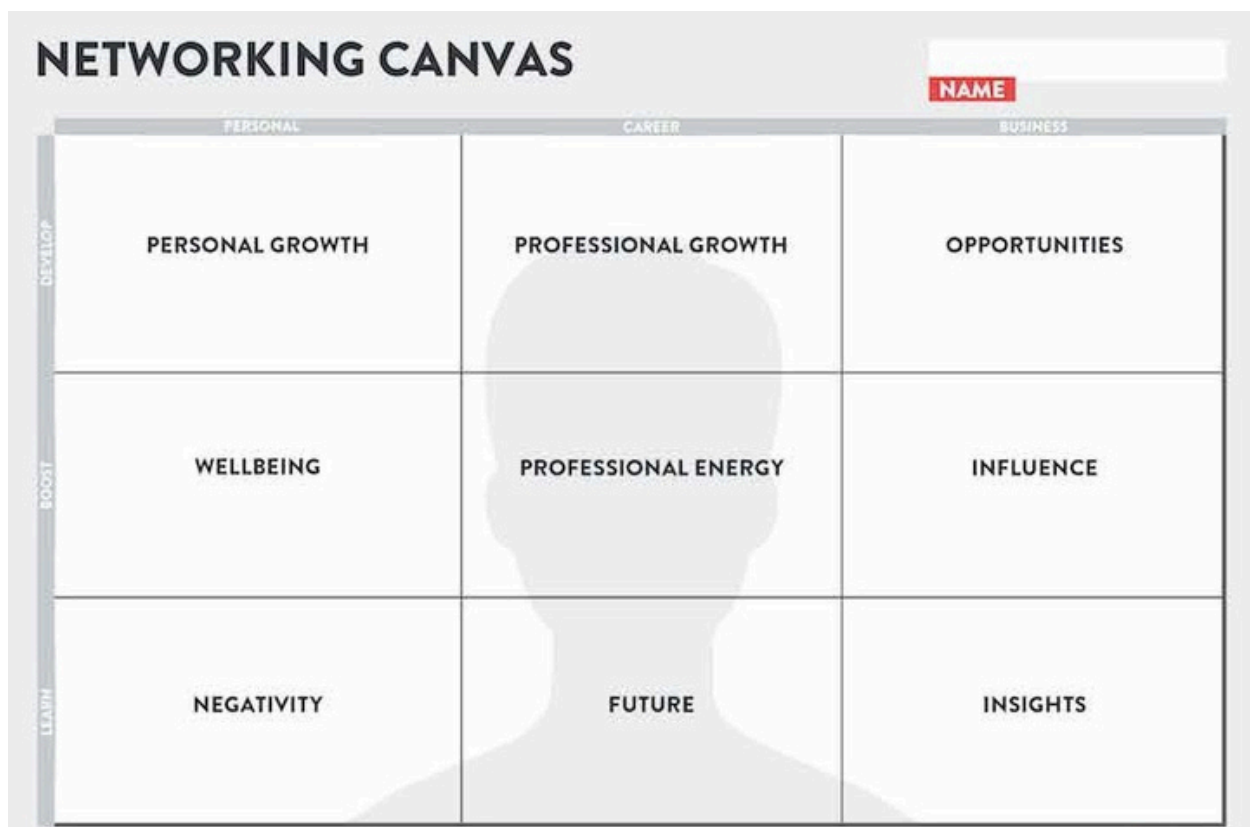 NETWORKING CANVAS
NAME
PERSONAL
CAREER
BUSINESS
DEVELOP
PERSONAL GROWTH
PROFESSIONAL GROWTH
OPPORTUNITIES
BOOST
WELLBEING
PROFESSIONAL ENERGY
INFLUENCE
LEARN
NEGATIVITY
FUTURE
INSIGHTS